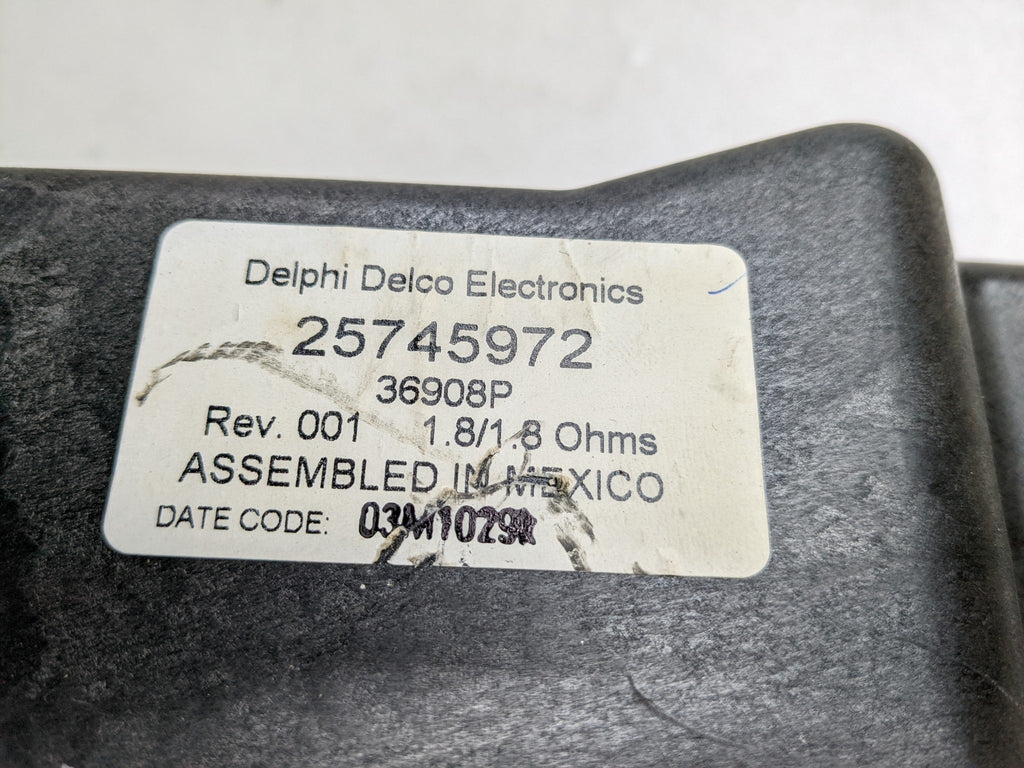 Delphi Delco Electronics
25745972
36908P
Rev. 001 1.8/1.8 Ohms
ASSEMBLED IN MEXICO
DATE CODE: